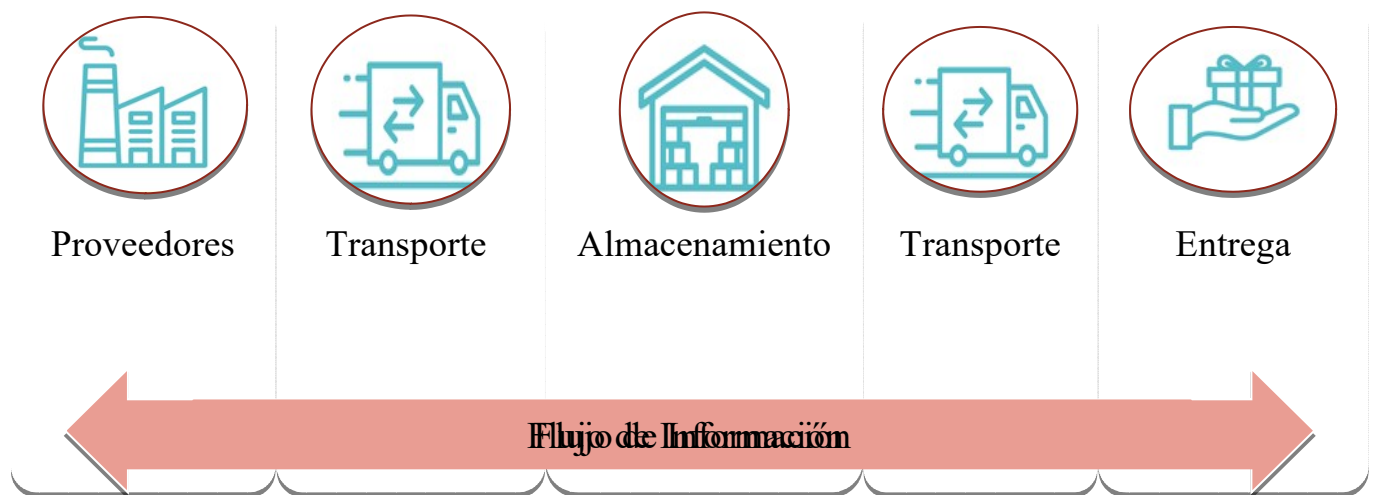 Proveedores
Transporte
Almacenamiento
Transporte
Entrega
Flujo de Información